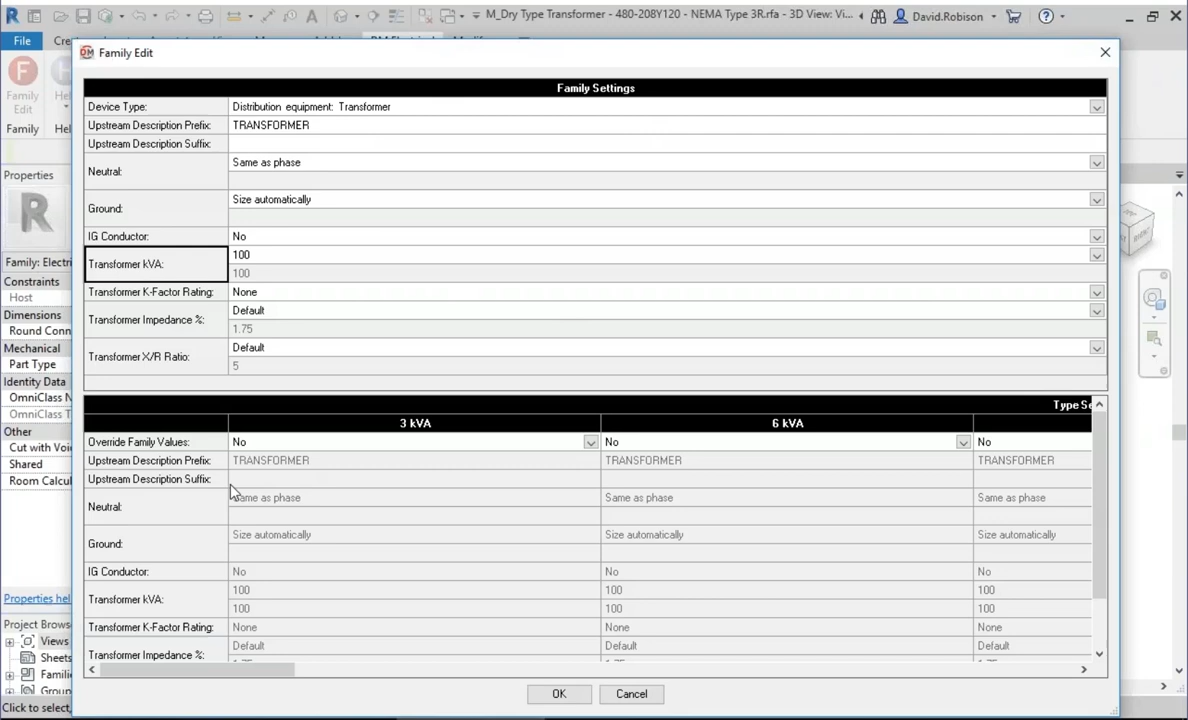 M_Dry Type Transformer - 480-208Y120 - NEMA Type 3R.rfa - 3D View: Vi...
David.Robison
File
Family Edit
Family
Edit
Family
Properties
Family: Electri
Constraints
Host
Dimensions
Round Conn
Mechanical
Part Type
Identity Data
OmniClass N
OmniClass T
Other
Cut with Voi
Shared
Room Calcul
Properties hel
Project Brows
Views
Sheets
Familie
Group
Click to select,
Family Settings
Device Type: Distribution equipment: Transformer
Upstream Description Prefix: TRANSFORMER
Upstream Description Suffix:
Neutral: Same as phase
Ground: Size automatically
IG Conductor: No
Transformer kVA: 100
100
Transformer K-Factor Rating: None
Transformer Impedance %: Default
1.75
Transformer X/R Ratio: Default
5
Type Se
3 kVA 6 kVA
Override Family Values: No No No
Upstream Description Prefix: TRANSFORMER TRANSFORMER TRANSFORMER
Upstream Description Suffix:
Neutral: Same as phase Same as phase Same as phase
Ground: Size automatically Size automatically Size automatically
IG Conductor: No No No
Transformer kVA: 100 100 100
100 100 100
Transformer K-Factor Rating: None None None
Transformer Impedance %: Default Default Default
OK Cancel